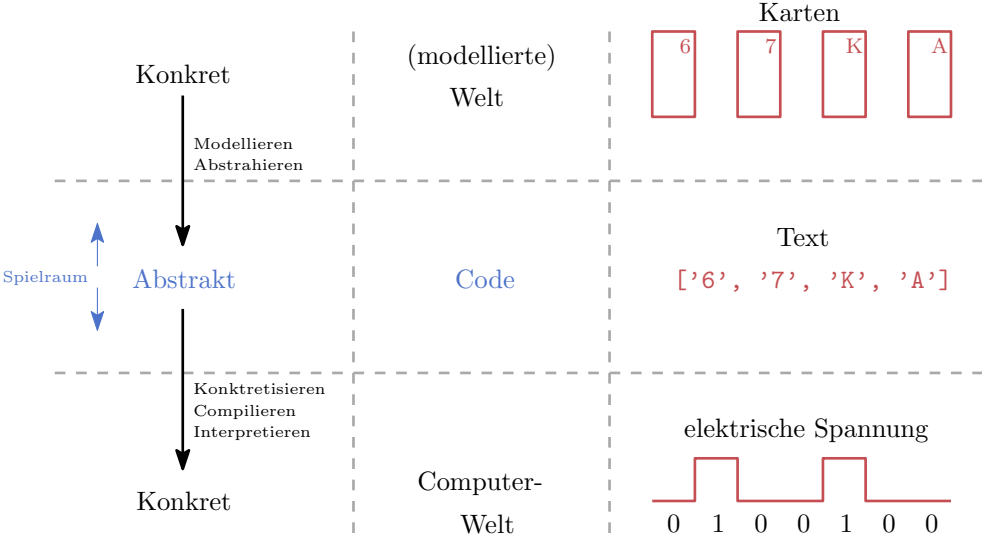 Konkret
Modellieren
Abstrahieren
(modellierte)
Welt
Karten
6 7 K A
Spielraum
Abstrakt
Code
Text
['6', '7', 'K', 'A']
Konktretisieren
Compilieren
Interpretieren
Konkret
Computer-
Welt
elektrische Spannung
0 1 0 0 1 0 0